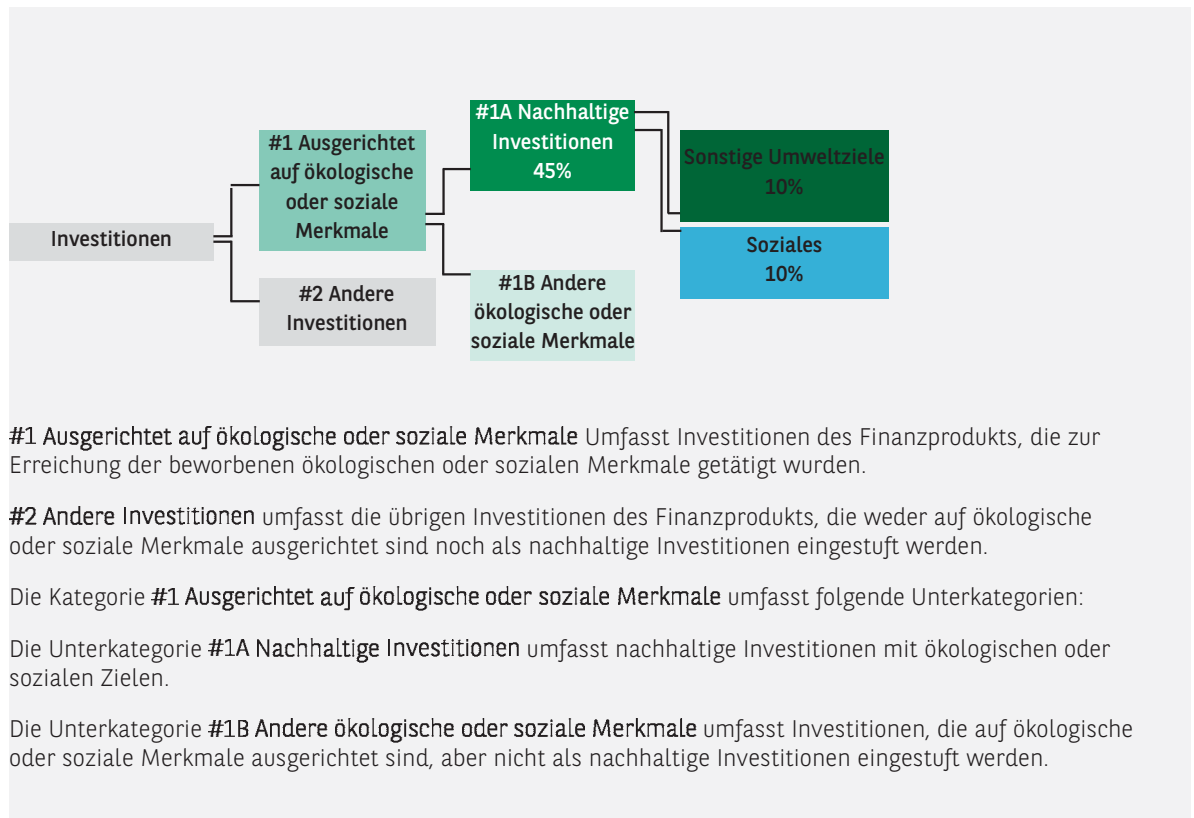 #1A Nachhaltige
Investitionen
45%
#1 Ausgerichtet
auf ökologische
oder soziale
Merkmale
Sonstige Umweltziele
10%
Investitionen
Soziales
10%
#2 Andere
Investitionen
#1B Andere
ökologische oder
soziale Merkmale
#1 Ausgerichtet auf ökologische oder soziale Merkmale Umfasst Investitionen des Finanzprodukts, die zur
Erreichung der beworbenen ökologischen oder sozialen Merkmale getätigt wurden.
#2 Andere Investitionen umfasst die übrigen Investitionen des Finanzprodukts, die weder auf ökologische
oder soziale Merkmale ausgerichtet sind noch als nachhaltige Investitionen eingestuft werden.
Die Kategorie #1 Ausgerichtet auf ökologische oder soziale Merkmale umfasst folgende Unterkategorien:
Die Unterkategorie #1A Nachhaltige Investitionen umfasst nachhaltige Investitionen mit ökologischen oder
sozialen Zielen.
Die Unterkategorie #1B Andere ökologische oder soziale Merkmale umfasst Investitionen, die auf ökologische
oder soziale Merkmale ausgerichtet sind, aber nicht als nachhaltige Investitionen eingestuft werden.